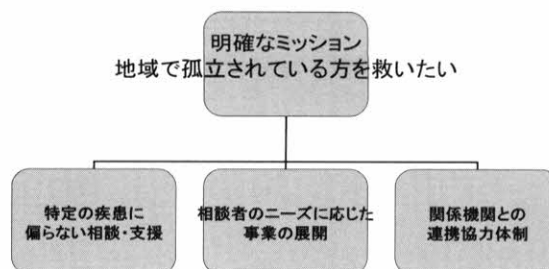 明確なミッション
地域で孤立されている方を救いたい
特定の疾患に
偏らない相談・支援
相談者のニーズに応じた
事業の展開
関係機関との
連携協力体制